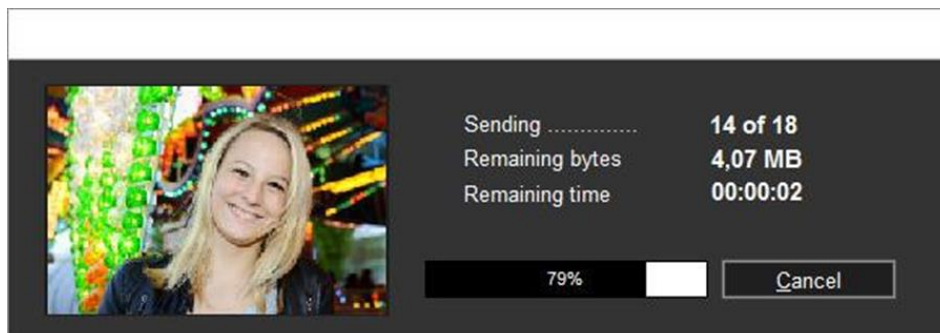 Sending .............. 14 of 18
Remaining bytes 4,07 MB
Remaining time 00:00:02
79%
Cancel